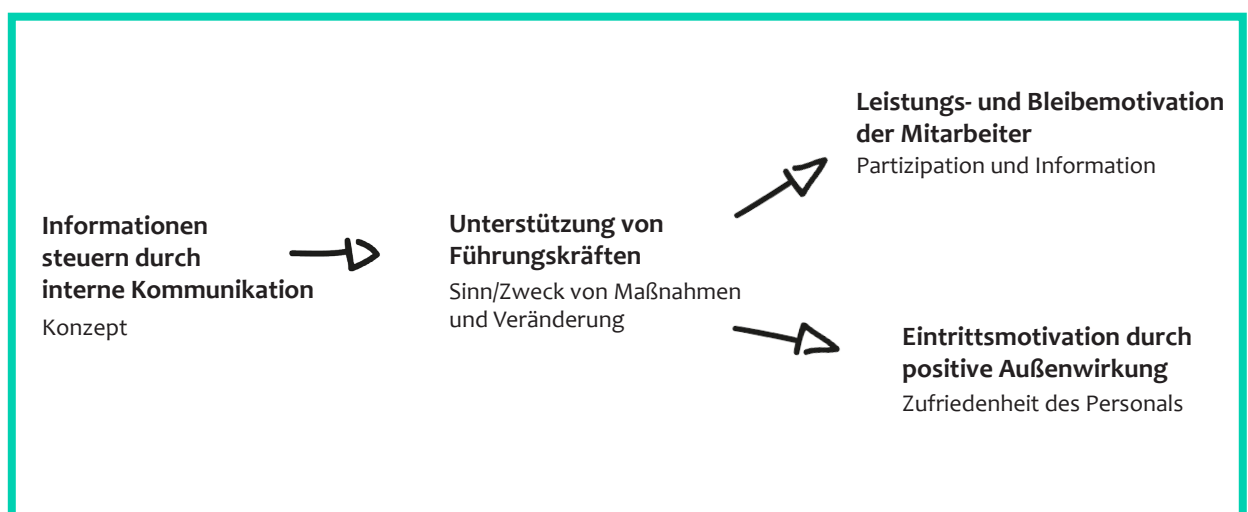 Informationen
steuern durch
interne Kommunikation
Konzept
Unterstützung von
Führungskräften
Sinn/Zweck von Maßnahmen
und Veränderung
Leistungs- und Bleibemotivation
der Mitarbeiter
Partizipation und Information
Eintrittsmotivation durch
positive Außenwirkung
Zufriedenheit des Personals